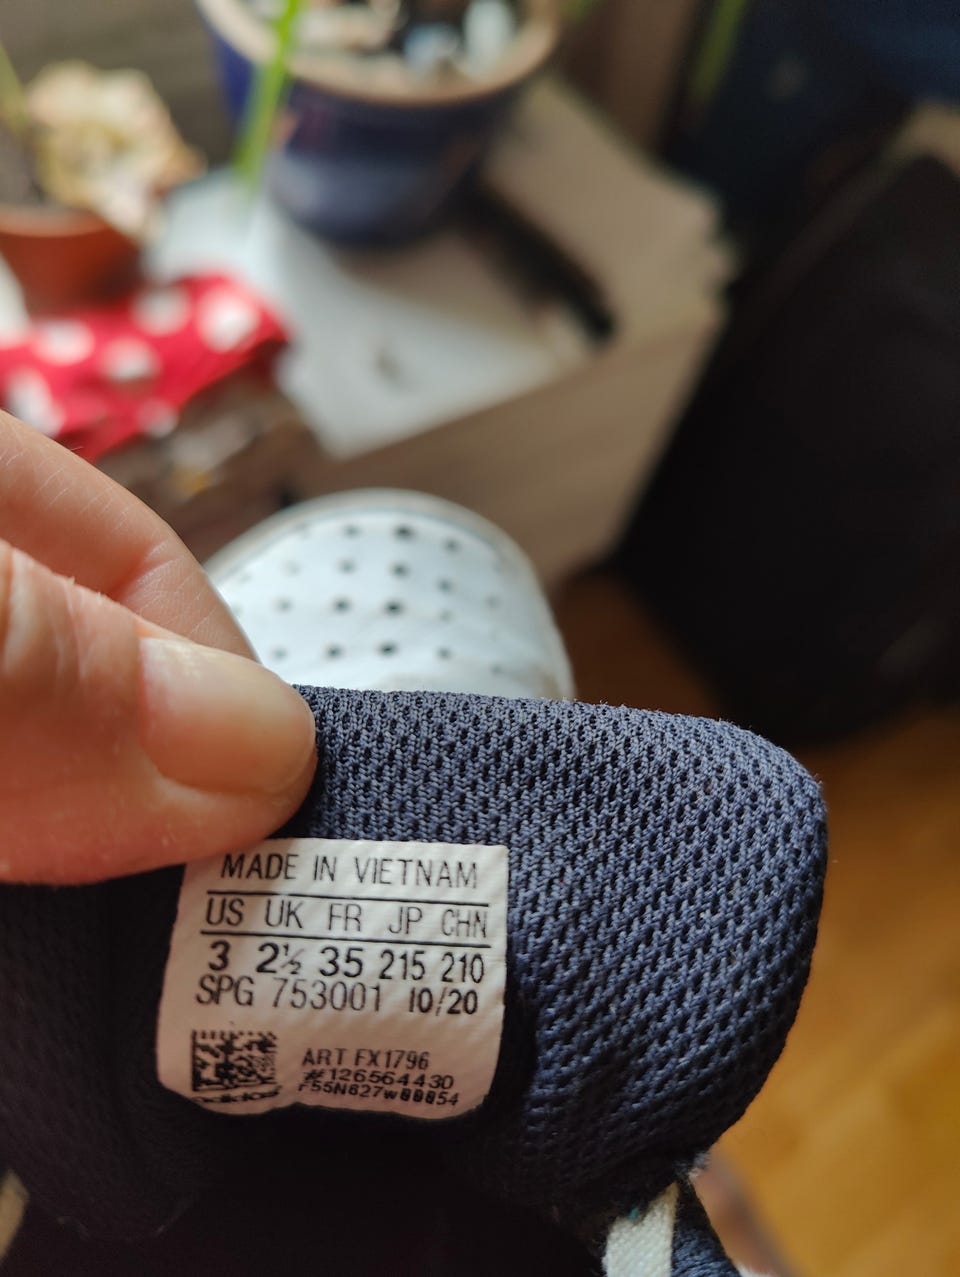 MADE IN VIETNAM
US UK FR JP CHN
3 2½ 35 215 210
SPG 753001 10/20
ART FX1796
#126564430
F55N627w00054
adidas